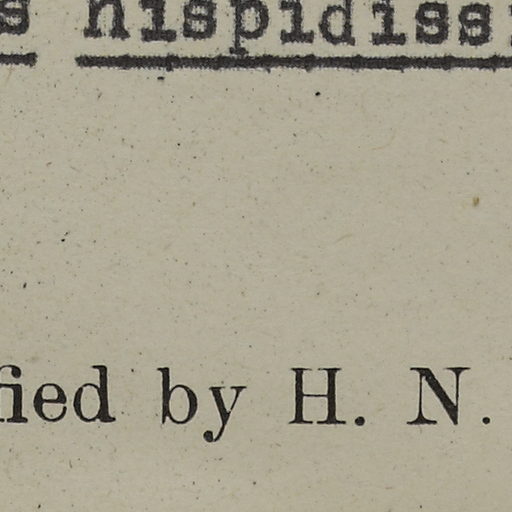 s hispidiss
fied by H. N.